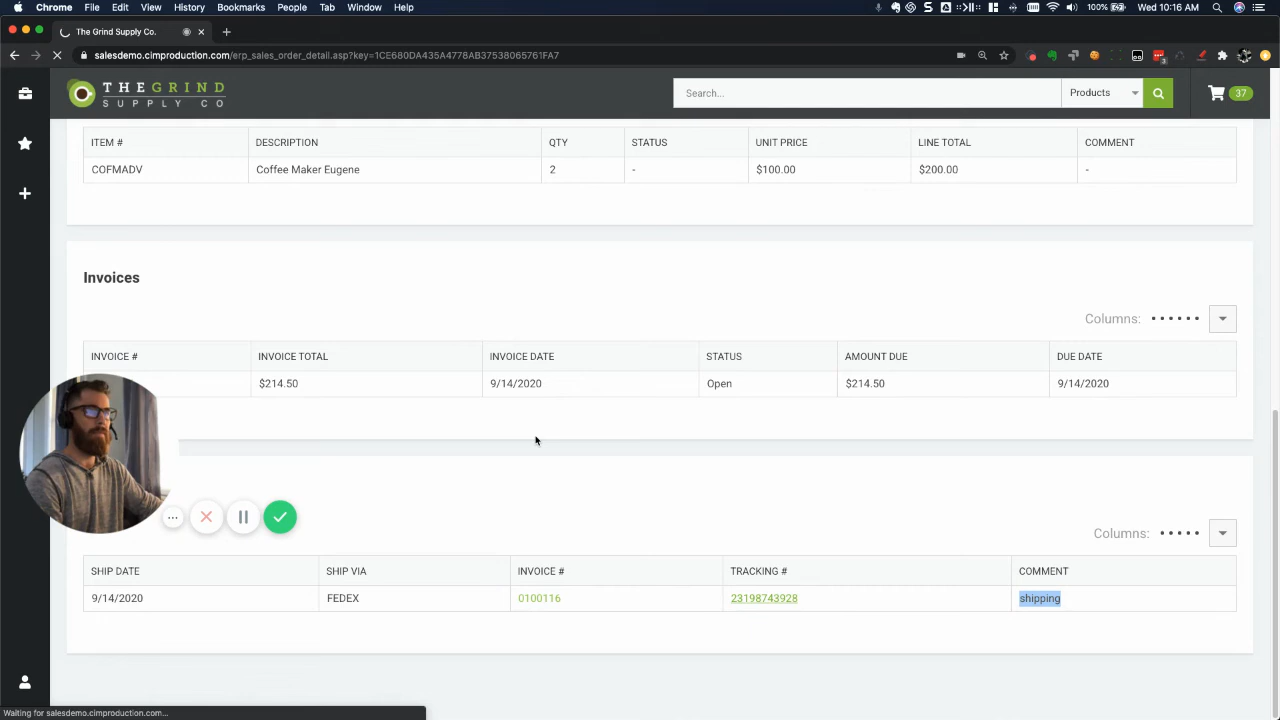 Chrome File Edit View History Bookmarks People Tab Window Help 100% Wed 10:16 AM
The Grind Supply Co.
salesdemo.cimproduction.com/erp_sales_order_detail.asp?key=1CE680DA435A4778AB37538065761FA7
THE GRIND
SUPPLY CO
Search...
Products
37
ITEM # DESCRIPTION QTY STATUS UNIT PRICE LINE TOTAL COMMENT
COFMADV Coffee Maker Eugene 2 - $100.00 $200.00 -
Invoices
Columns:
INVOICE # INVOICE TOTAL INVOICE DATE STATUS AMOUNT DUE DUE DATE
$214.50 9/14/2020 Open $214.50 9/14/2020
Columns:
SHIP DATE SHIP VIA INVOICE # TRACKING # COMMENT
9/14/2020 FEDEX 0100116 23198743928 shipping
Waiting for salesdemo.cimproduction.com...